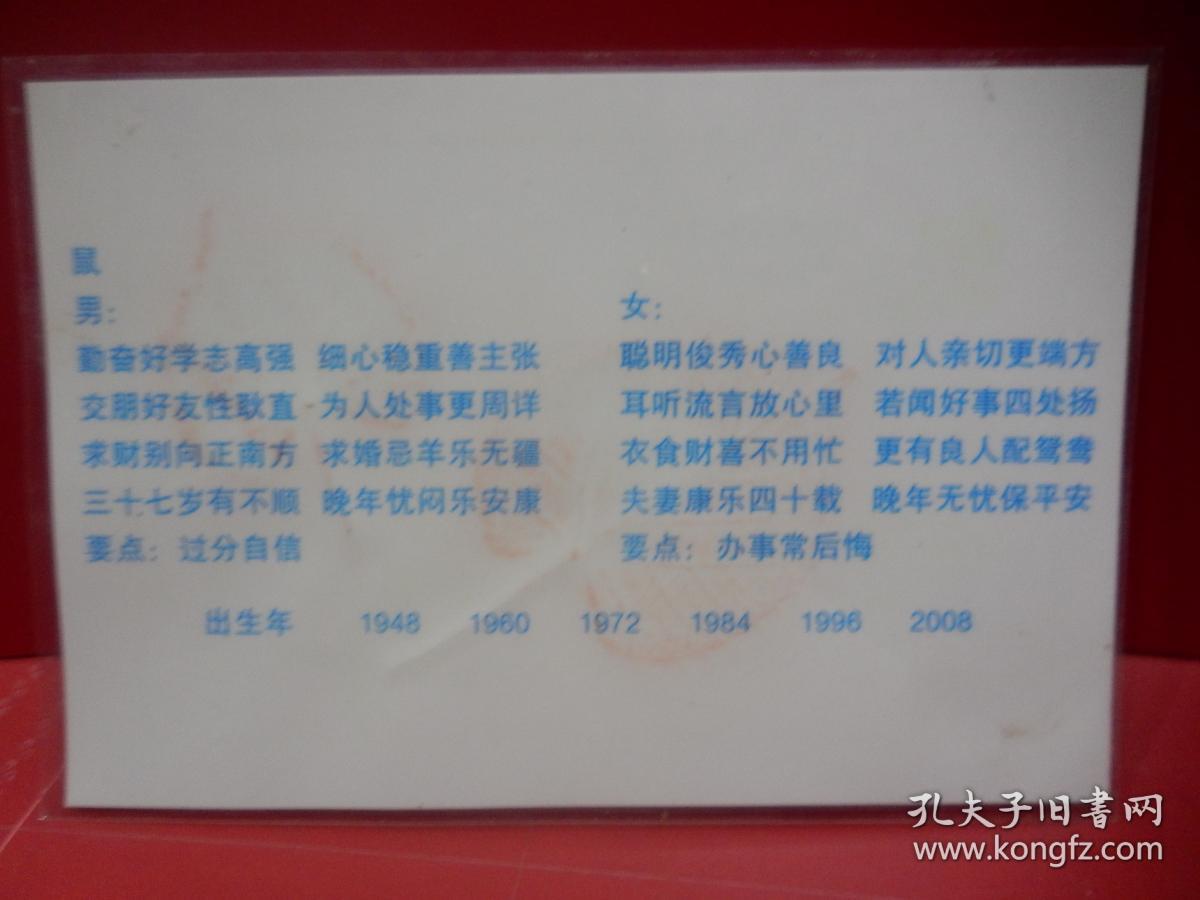 鼠
男：
勤奋好学志高强 细心稳重善主张
交朋好友性耿直 为人处事更周详
求财别向正南方 求婚忌羊乐无疆
三十七岁有不顺 晚年忧闷乐安康
要点：过分自信
女：
聪明俊秀心善良 对人亲切更端方
耳听流言放心里 若闻好事四处扬
衣食财喜不用忙 更有良人配鸳鸯
夫妻康乐四十载 晚年无忧保平安
要点：办事常后悔
出生年 1948 1960 1972 1984 1996 2008
孔夫子旧书网
www.kongfz.com